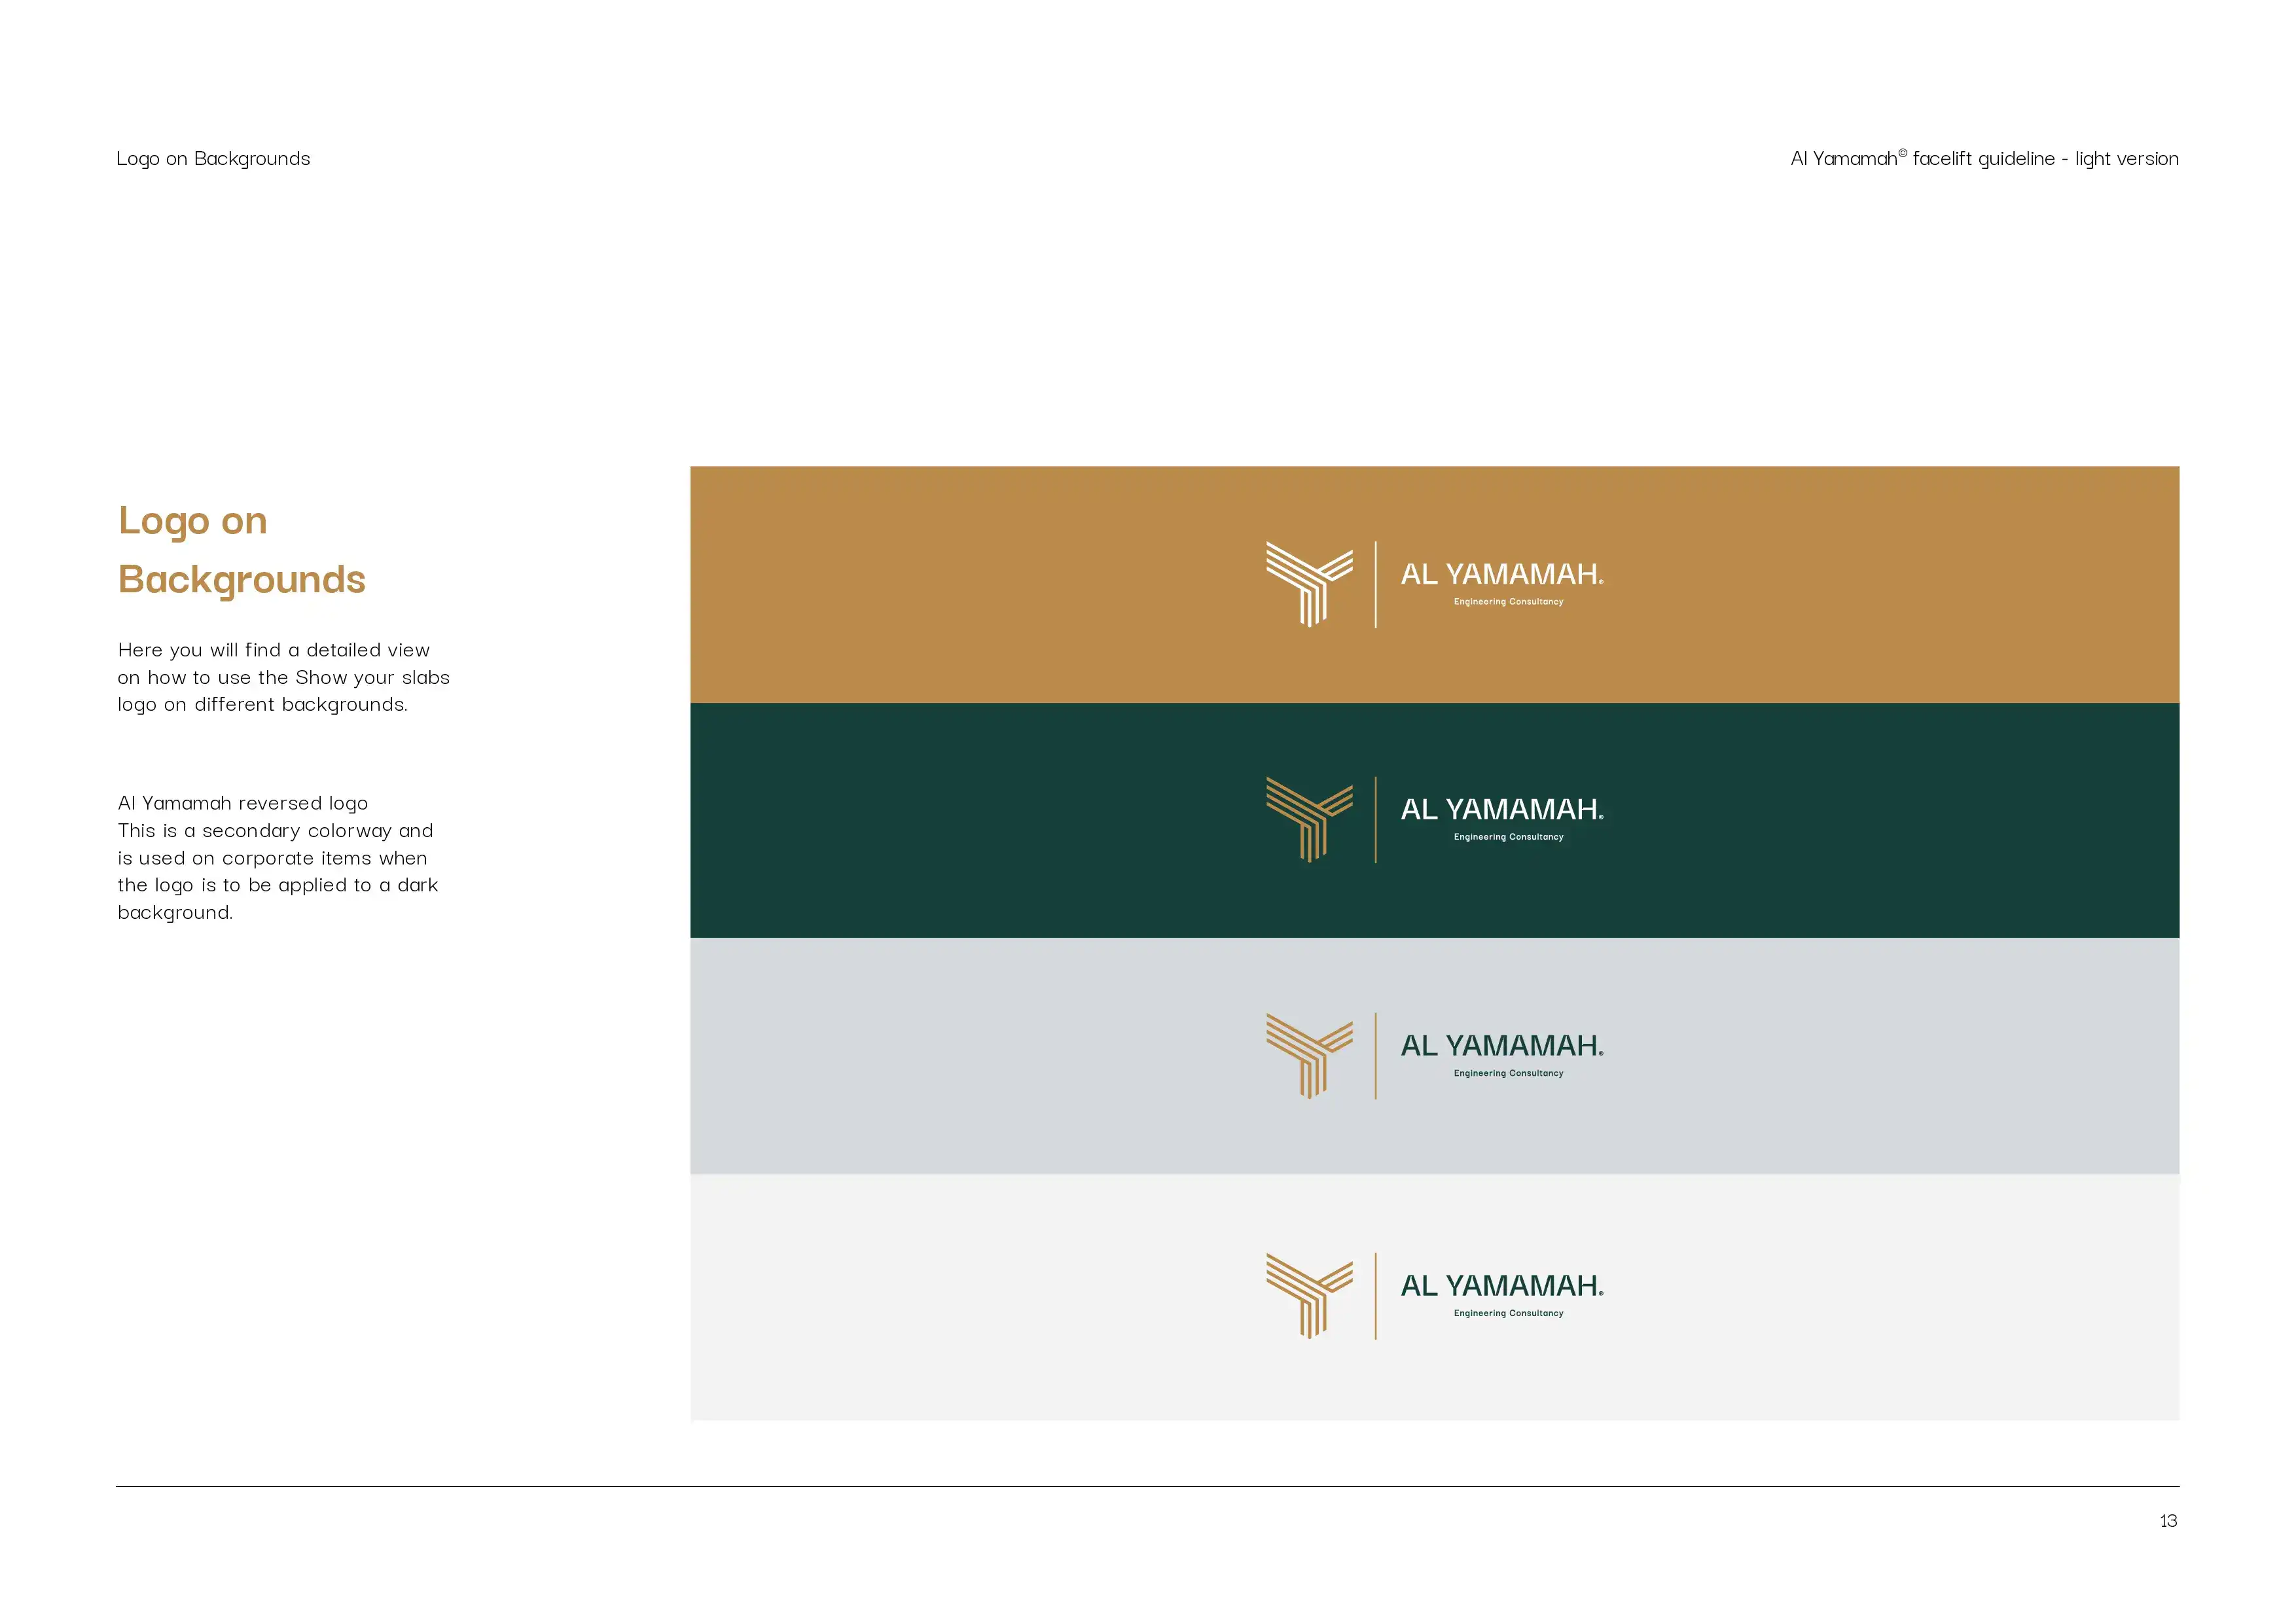 Logo on Backgrounds
Al Yamamah© facelift guideline - light version
Logo on
Backgrounds
Here you will find a detailed view
on how to use the Show your slabs
logo on different backgrounds.
Al Yamamah reversed logo
This is a secondary colorway and
is used on corporate items when
the logo is to be applied to a dark
background.
AL YAMAMAH®
Engineering Consultancy
AL YAMAMAH®
Engineering Consultancy
AL YAMAMAH®
Engineering Consultancy
AL YAMAMAH®
Engineering Consultancy
13